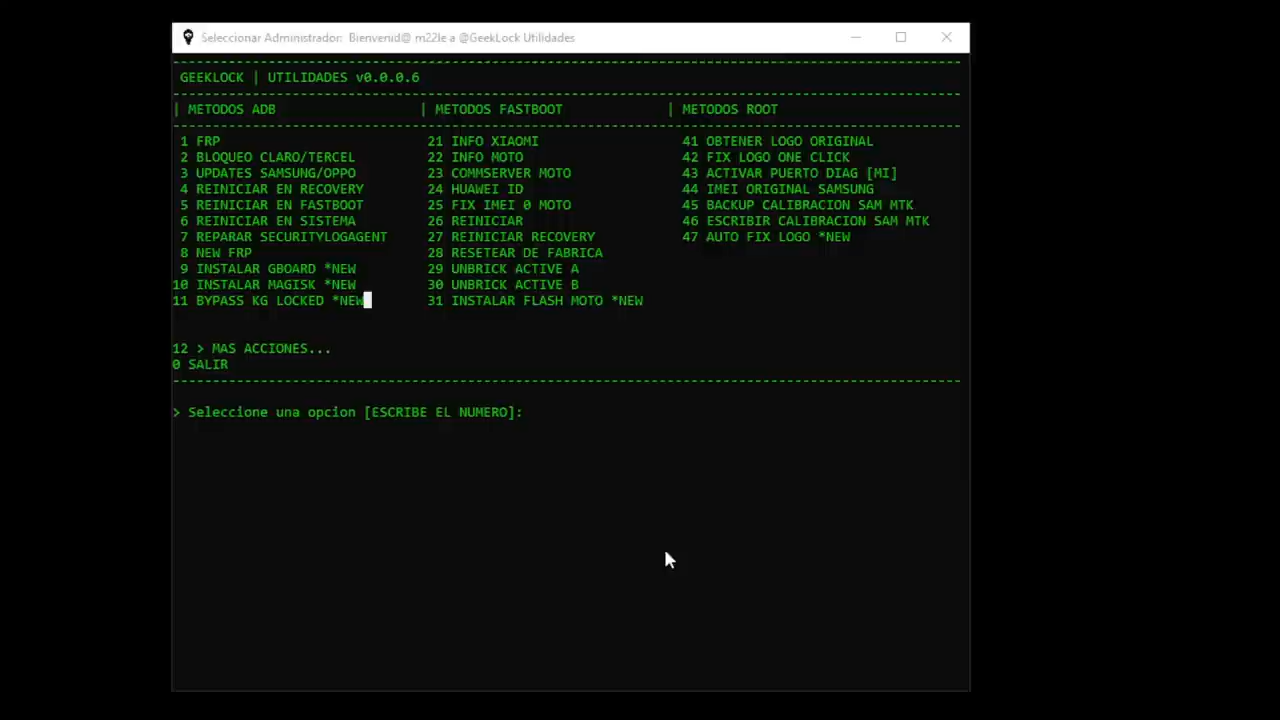 Seleccionar Administrador: Bienvenid@ m22le a @GeekLock Utilidades
GEEKLOCK | UTILIDADES v0.0.0.6
| METODOS ADB | METODOS FASTBOOT | METODOS ROOT
1 FRP 21 INFO XIAOMI 41 OBTENER LOGO ORIGINAL
2 BLOQUEO CLARO/TERCEL 22 INFO MOTO 42 FIX LOGO ONE CLICK
3 UPDATES SAMSUNG/OPPO 23 COMMSERVER MOTO 43 ACTIVAR PUERTO DIAG [MI]
4 REINICIAR EN RECOVERY 24 HUAWEI ID 44 IMEI ORIGINAL SAMSUNG
5 REINICIAR EN FASTBOOT 25 FIX IMEI 0 MOTO 45 BACKUP CALIBRACION SAM MTK
6 REINICIAR EN SISTEMA 26 REINICIAR 46 ESCRIBIR CALIBRACION SAM MTK
7 REPARAR SECURITYLOGAGENT 27 REINICIAR RECOVERY 47 AUTO FIX LOGO *NEW
8 NEW FRP 28 RESETEAR DE FABRICA
9 INSTALAR GBOARD *NEW 29 UNBRICK ACTIVE A
10 INSTALAR MAGISK *NEW 30 UNBRICK ACTIVE B
11 BYPASS KG LOCKED *NEW 31 INSTALAR FLASH MOTO *NEW
12 > MAS ACCIONES...
0 SALIR
> Seleccione una opcion [ESCRIBE EL NUMERO]: